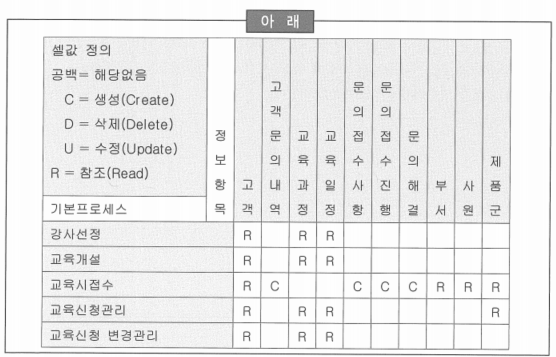 아 래
셀값 정의
공백= 해당없음
C = 생성(Create)
D = 삭제(Delete)
U = 수정(Update)
R = 참조(Read)
기본프로세스
정보항목
고객
고객문의내역
교육과정
교육일정
문의접수사항
문의접수진행
문의해결
부서
사원
제품군
강사선정 R R R
교육개설 R R R
교육시접수 R C C C C R R R
교육신청관리 R R R R
교육신청 변경관리 R R R